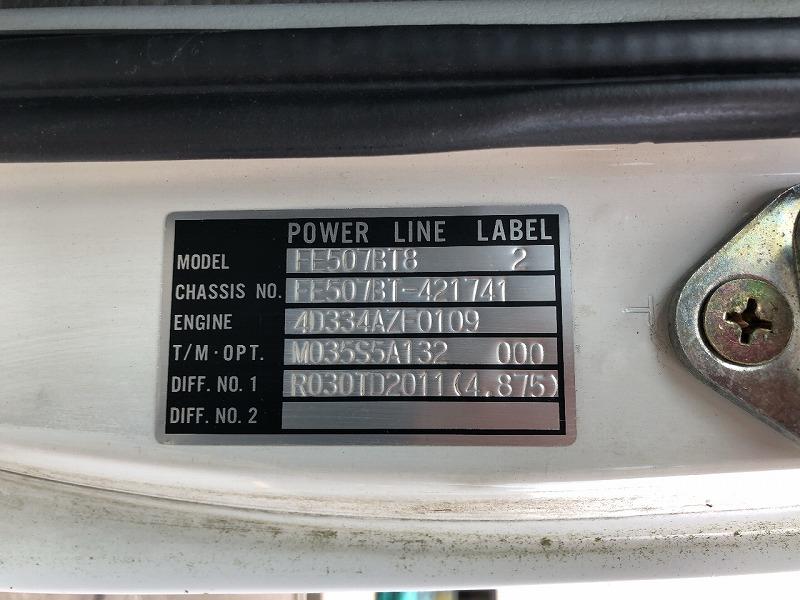 POWER LINE LABEL
MODEL FE507BT8 2
CHASSIS NO. FE507BT-421741
ENGINE 4D334AZF0109
T/M·OPT. M035S5A132 000
DIFF. NO. 1 R030TD2011(4.875)
DIFF. NO. 2